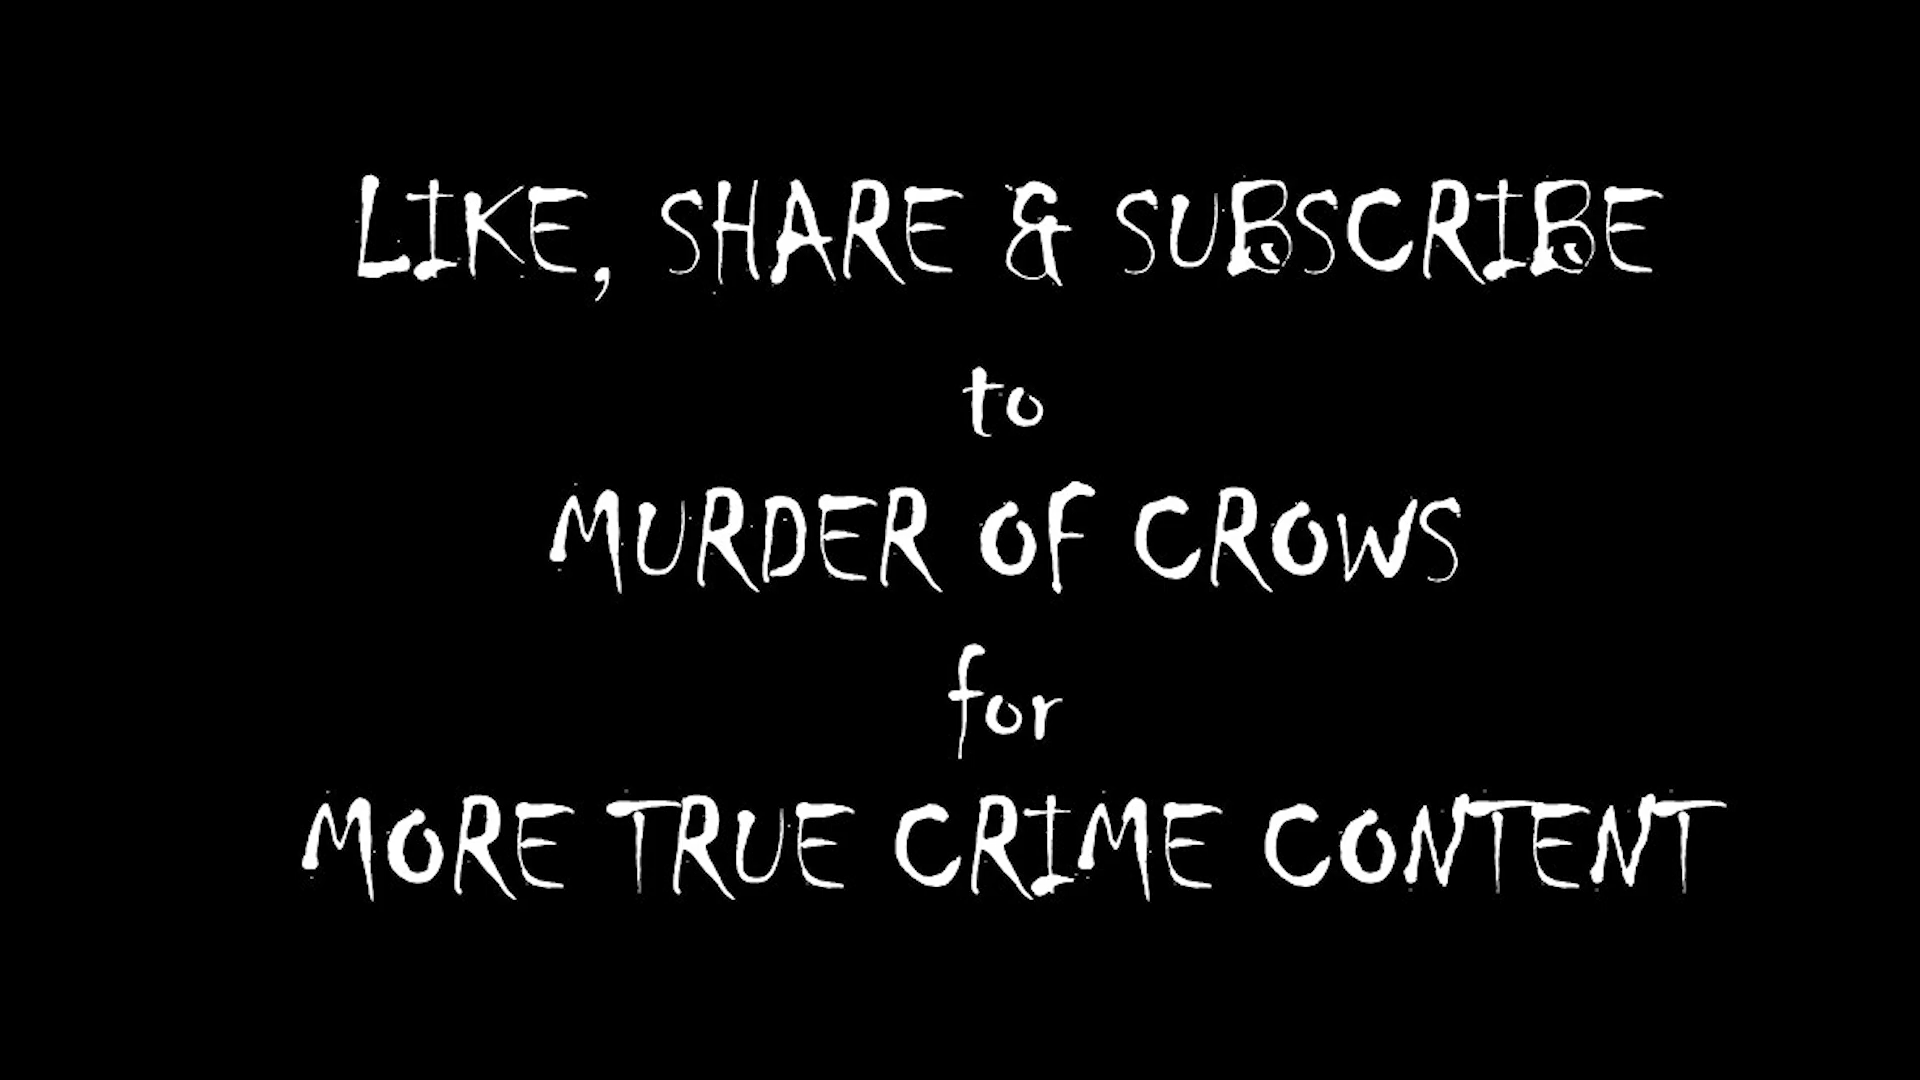 LIKE, SHARE & SUBSCRIBE
to
MURDER OF CROWS
for
MORE TRUE CRIME CONTENT